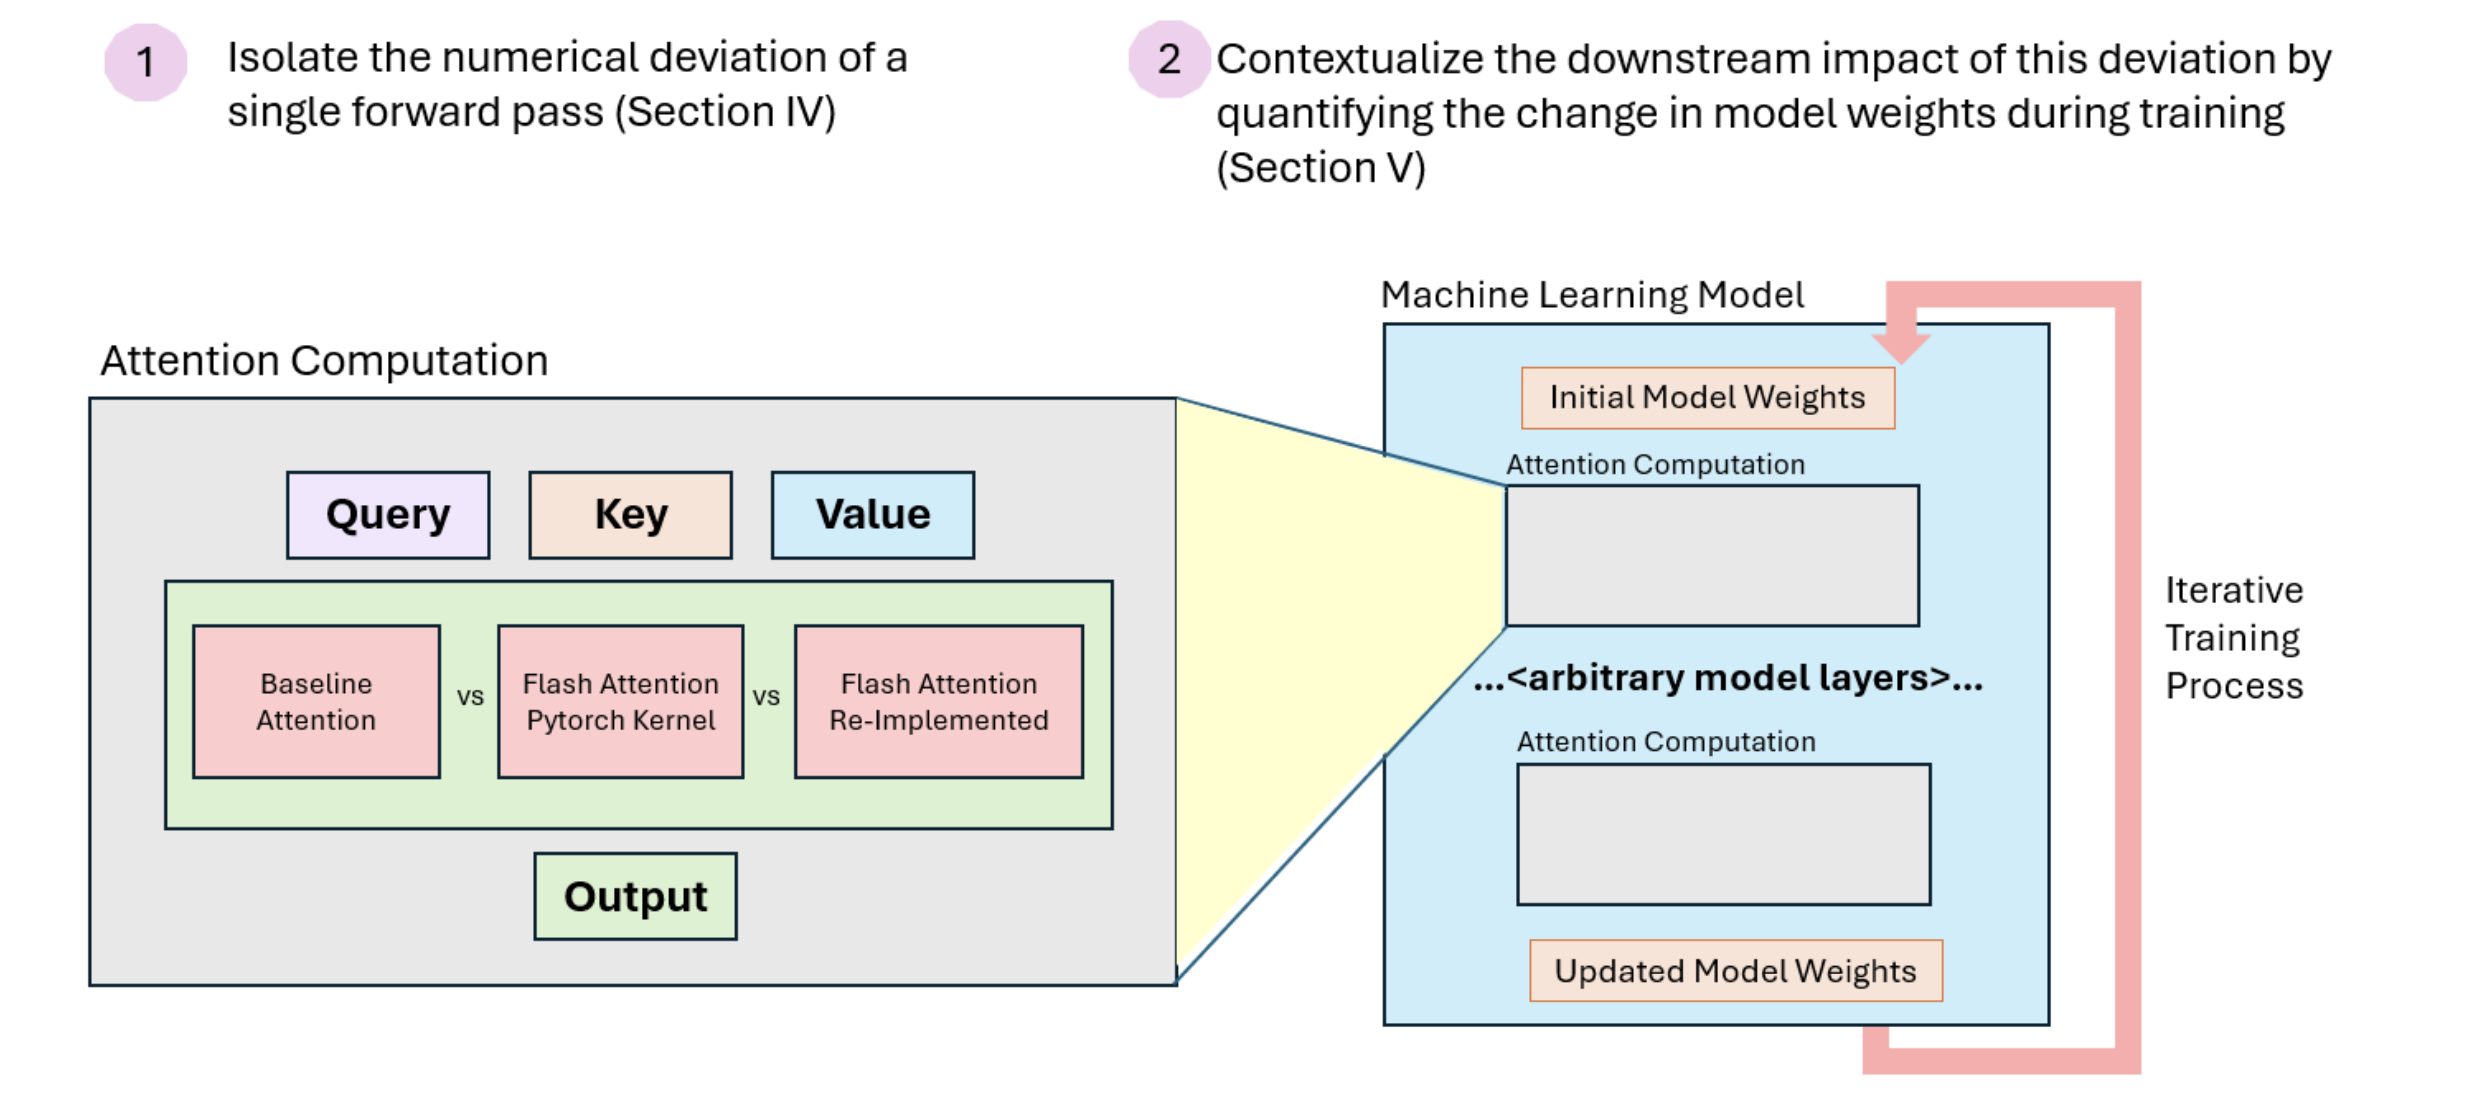 1
Isolate the numerical deviation of a
single forward pass (Section IV)
2
Contextualize the downstream impact of this deviation by
quantifying the change in model weights during training
(Section V)
Attention Computation
Query
Key
Value
Baseline
Attention
vs
Flash Attention
Pytorch Kernel
vs
Flash Attention
Re-Implemented
Output
Machine Learning Model
Initial Model Weights
Attention Computation
...<arbitrary model layers>...
Attention Computation
Updated Model Weights
Iterative
Training
Process